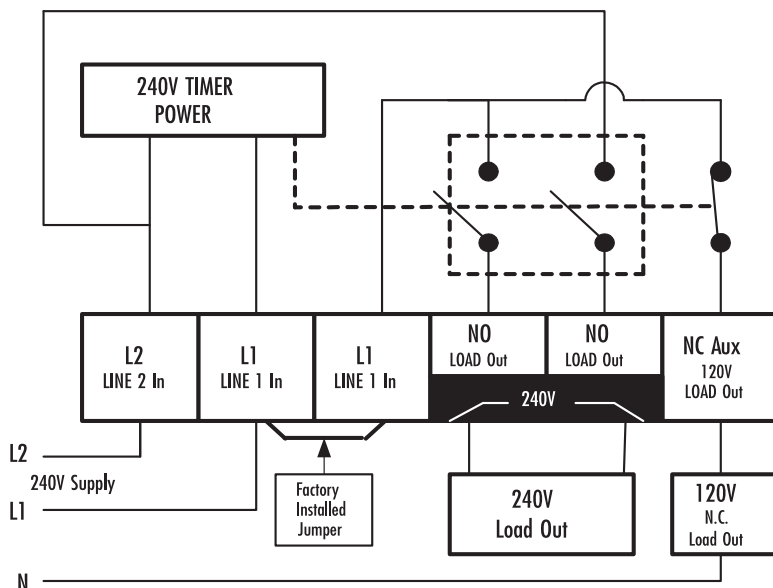 240V TIMER
POWER
L2
LINE 2 In
L1
LINE 1 In
L1
LINE 1 In
NO
LOAD Out
NO
LOAD Out
NC Aux
120V
LOAD Out
240V
L2
240V Supply
L1
N
Factory
Installed
Jumper
240V
Load Out
120V
N.C.
Load Out